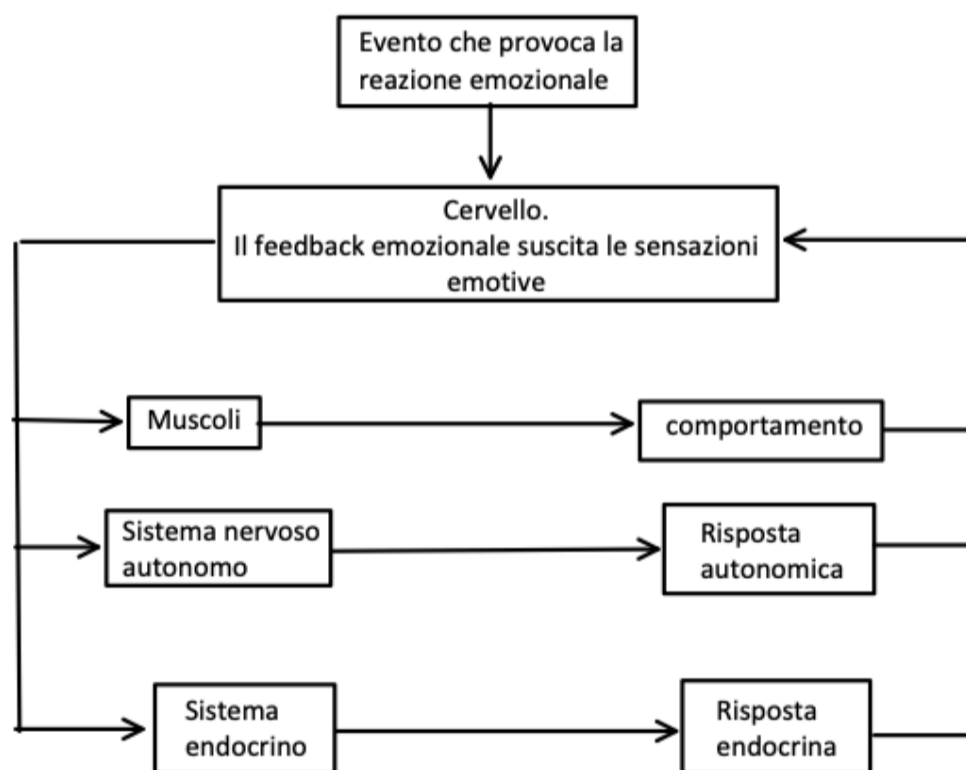 Evento che provoca la
reazione emozionale
Cervello.
Il feedback emozionale suscita le sensazioni
emotive
Muscoli
comportamento
Sistema nervoso
autonomo
Risposta
autonomica
Sistema
endocrino
Risposta
endocrina